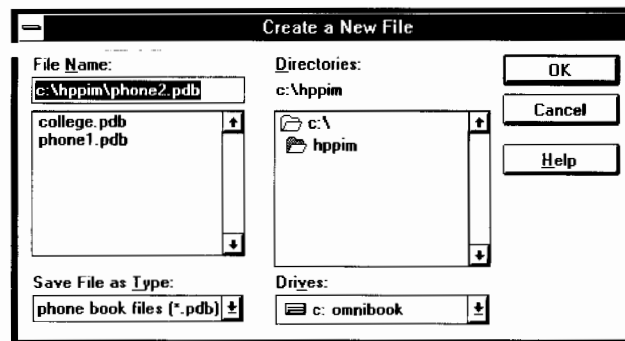 Create a New File
File Name:
c:\hppim\phone2.pdb
college.pdb
phone1.pdb
Save File as Type:
phone book files (*.pdb)
Directories:
c:\hppim
c:\
hppim
Drives:
c: omnibook
OK
Cancel
Help